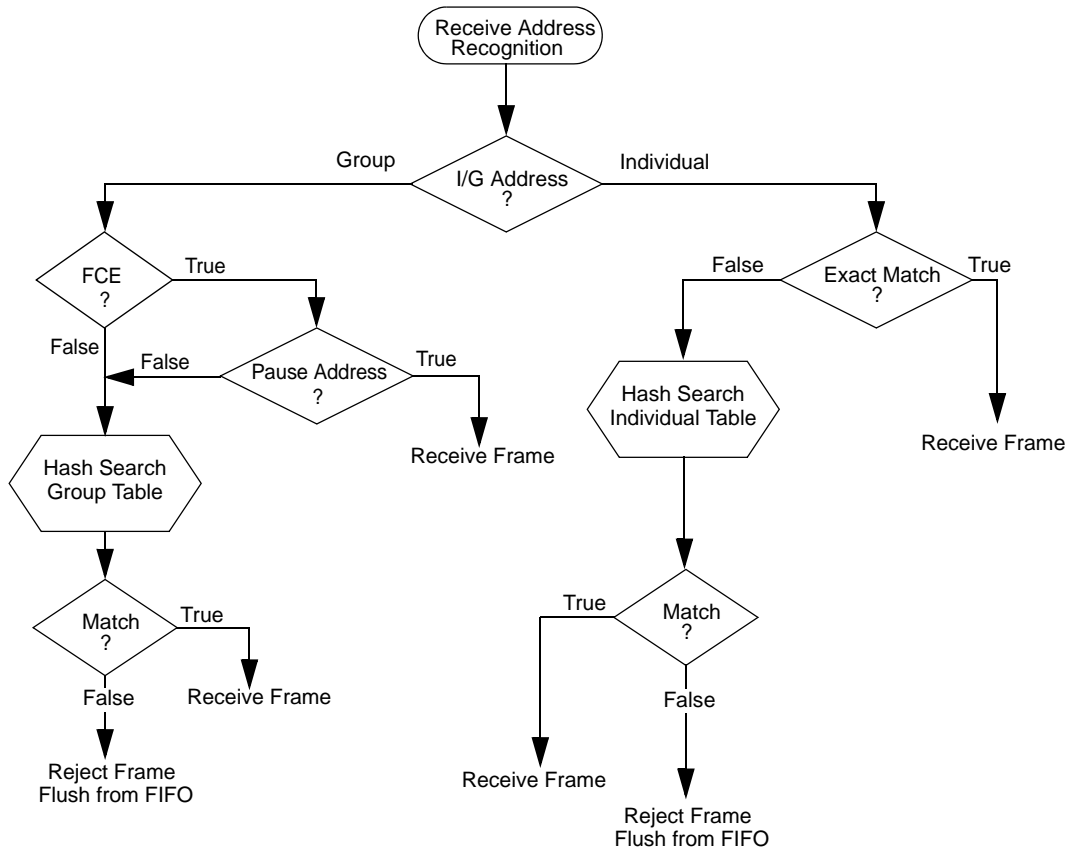 Receive Address
Recognition
Group
I/G Address
?
Individual
FCE
?
True
False
Exact Match
?
True
False
False
Pause Address
?
True
Hash Search
Individual Table
Receive Frame
Receive Frame
Hash Search
Group Table
Match
?
True
True
Match
?
False
Receive Frame
False
Reject Frame
Flush from FIFO
Receive Frame
Reject Frame
Flush from FIFO